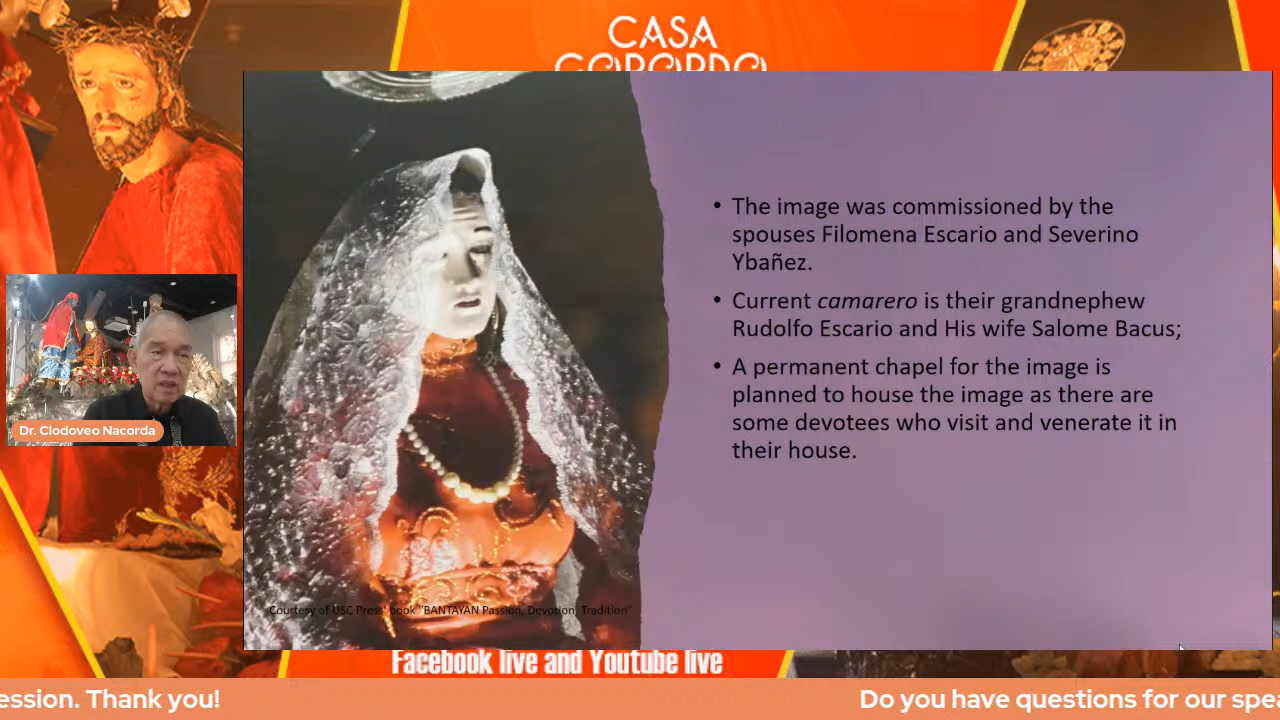 CASA
GORORDO
• The image was commissioned by the
spouses Filomena Escario and Severino
Ybañez.
• Current camarero is their grandnephew
Rudolfo Escario and His wife Salome Bacus;
• A permanent chapel for the image is
planned to house the image as there are
some devotees who visit and venerate it in
their house.
Dr. Clodoveo Nacorda
Courtesy of USC Press' book "BANTAYAN Passion, Devotion, Tradition"
Facebook live and Youtube live
ession. Thank you!
Do you have questions for our spea